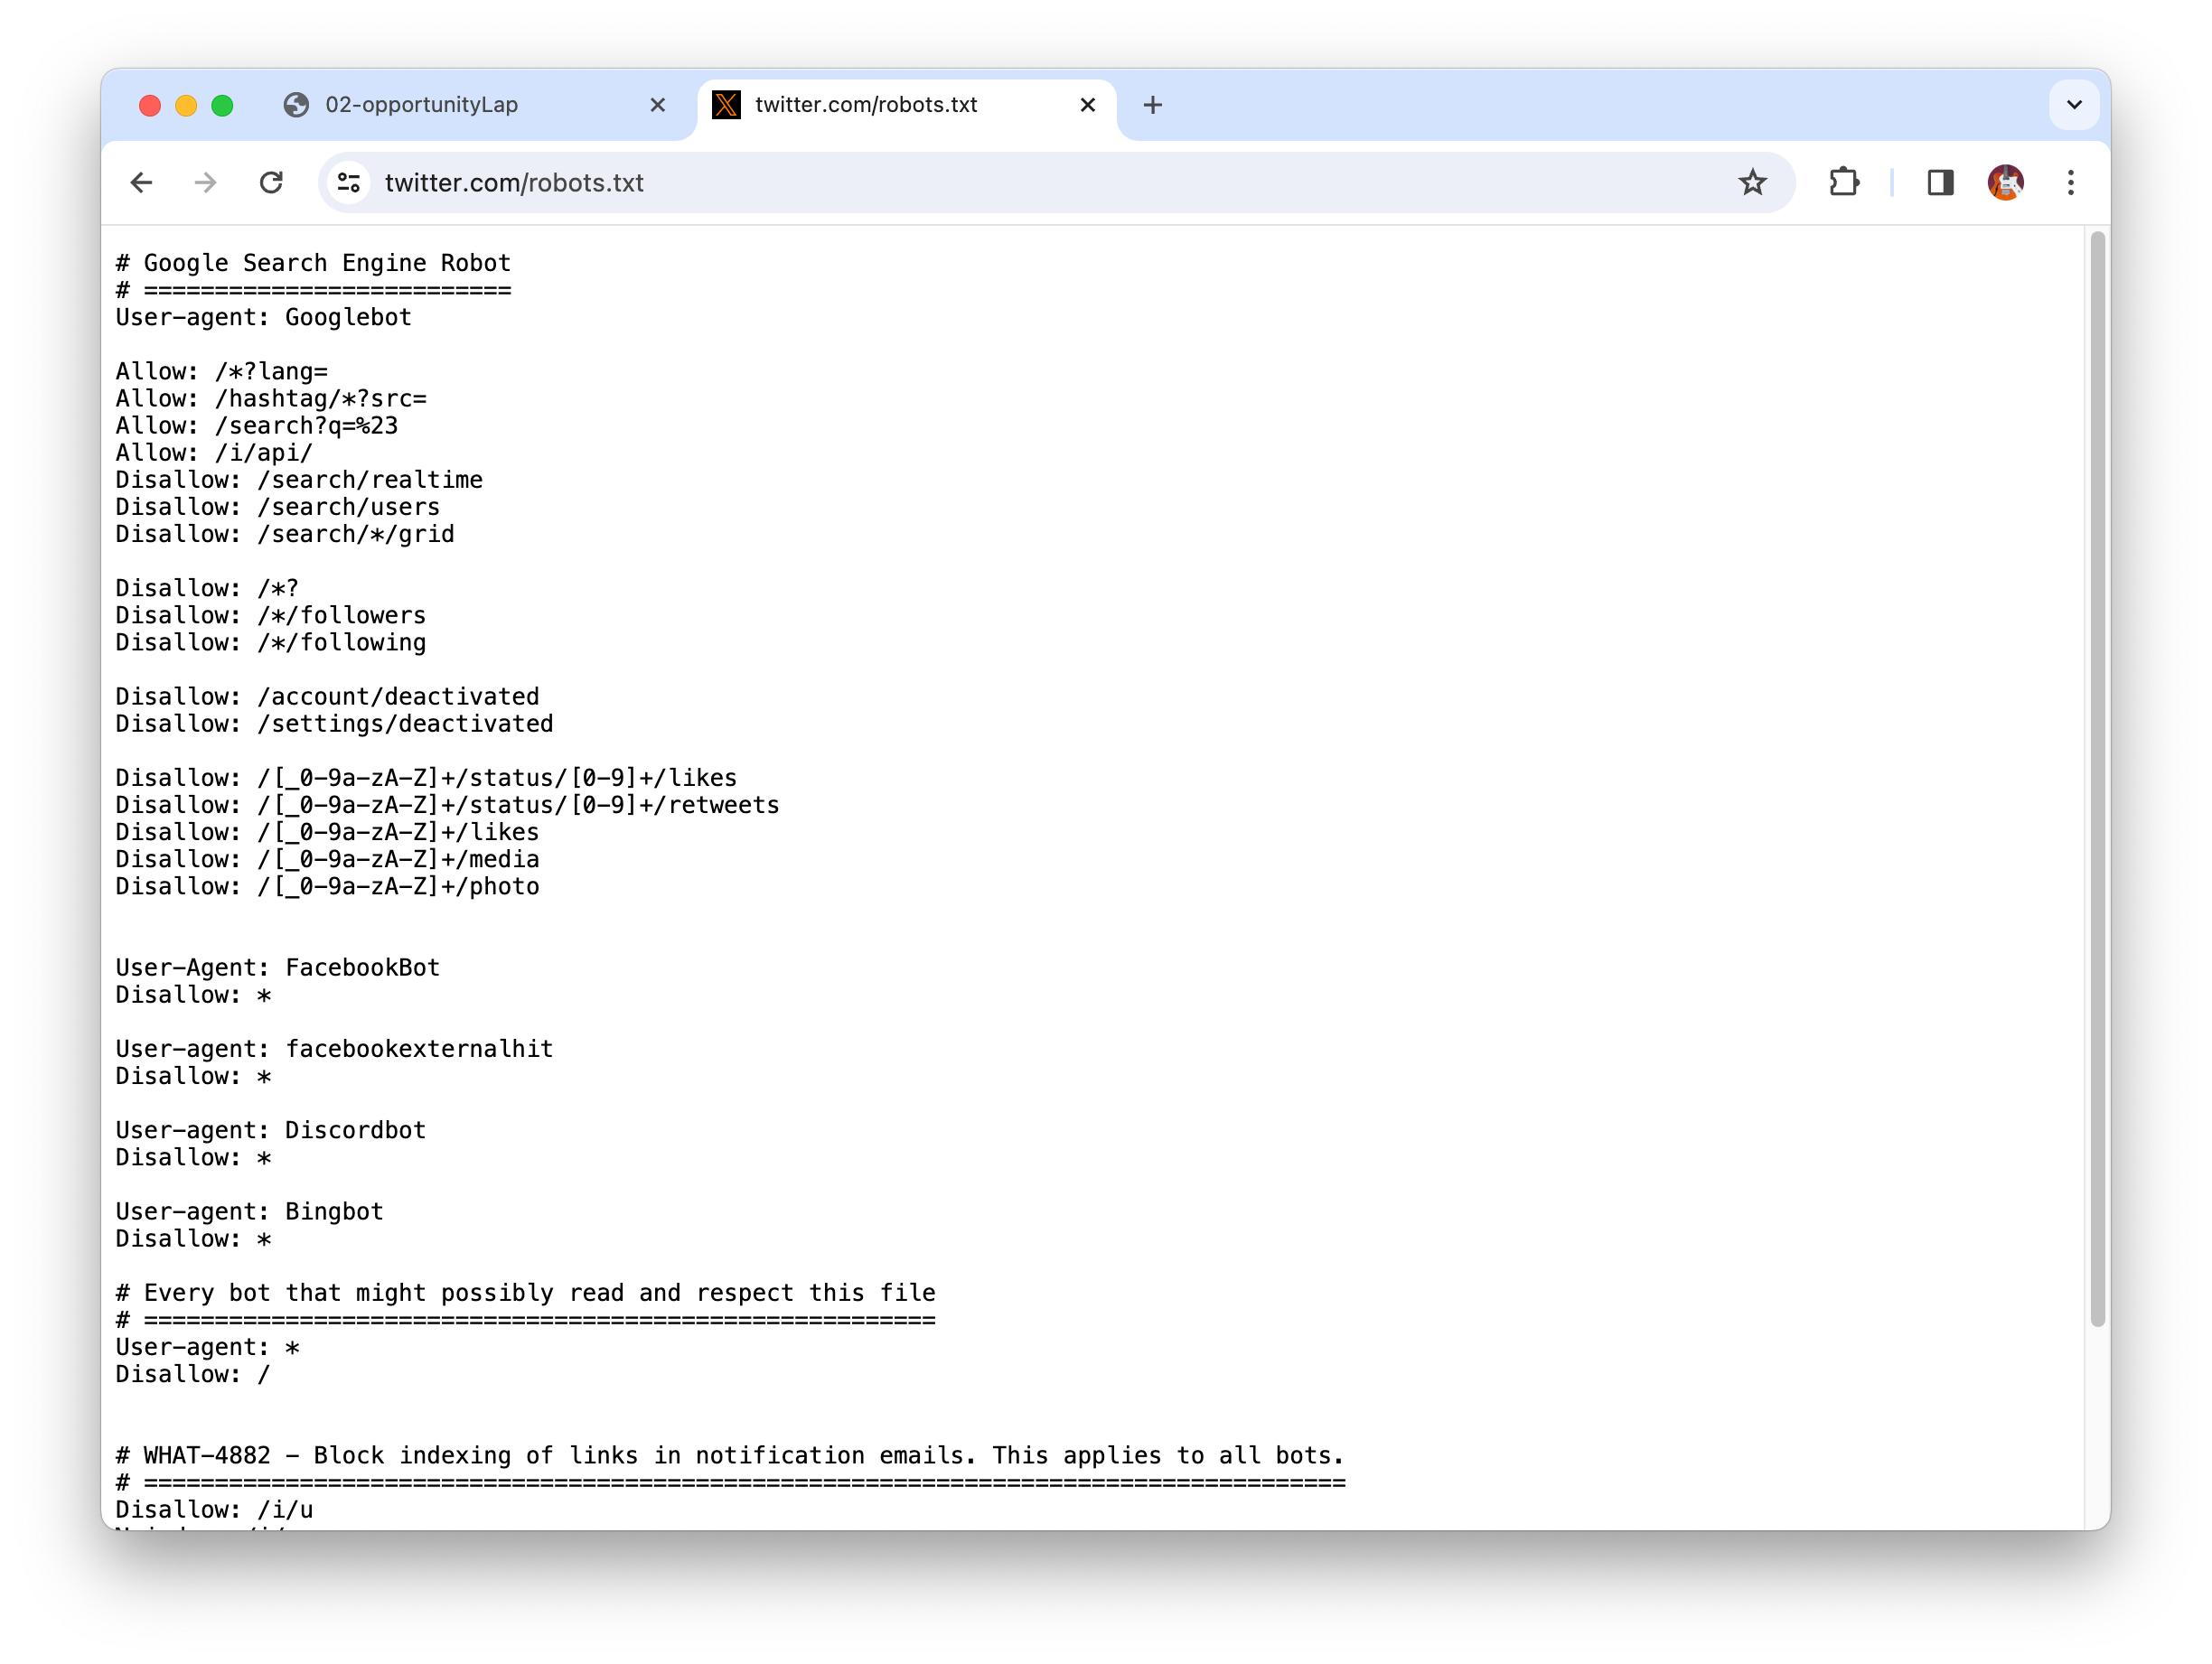 02-opportunityLap
twitter.com/robots.txt
twitter.com/robots.txt
# Google Search Engine Robot
# ==========================
User-agent: Googlebot
Allow: /*?lang=
Allow: /hashtag/*?src=
Allow: /search?q=%23
Allow: /i/api/
Disallow: /search/realtime
Disallow: /search/users
Disallow: /search/*/grid
Disallow: /*?
Disallow: /*/followers
Disallow: /*/following
Disallow: /account/deactivated
Disallow: /settings/deactivated
Disallow: /[_0-9a-zA-Z]+/status/[0-9]+/likes
Disallow: /[_0-9a-zA-Z]+/status/[0-9]+/retweets
Disallow: /[_0-9a-zA-Z]+/likes
Disallow: /[_0-9a-zA-Z]+/media
Disallow: /[_0-9a-zA-Z]+/photo
User-Agent: FacebookBot
Disallow: *
User-agent: facebookexternalhit
Disallow: *
User-agent: Discordbot
Disallow: *
User-agent: Bingbot
Disallow: *
# Every bot that might possibly read and respect this file
# ========================================================
User-agent: *
Disallow: /
# WHAT-4882 - Block indexing of links in notification emails. This applies to all bots.
# =====================================================================================
Disallow: /i/u